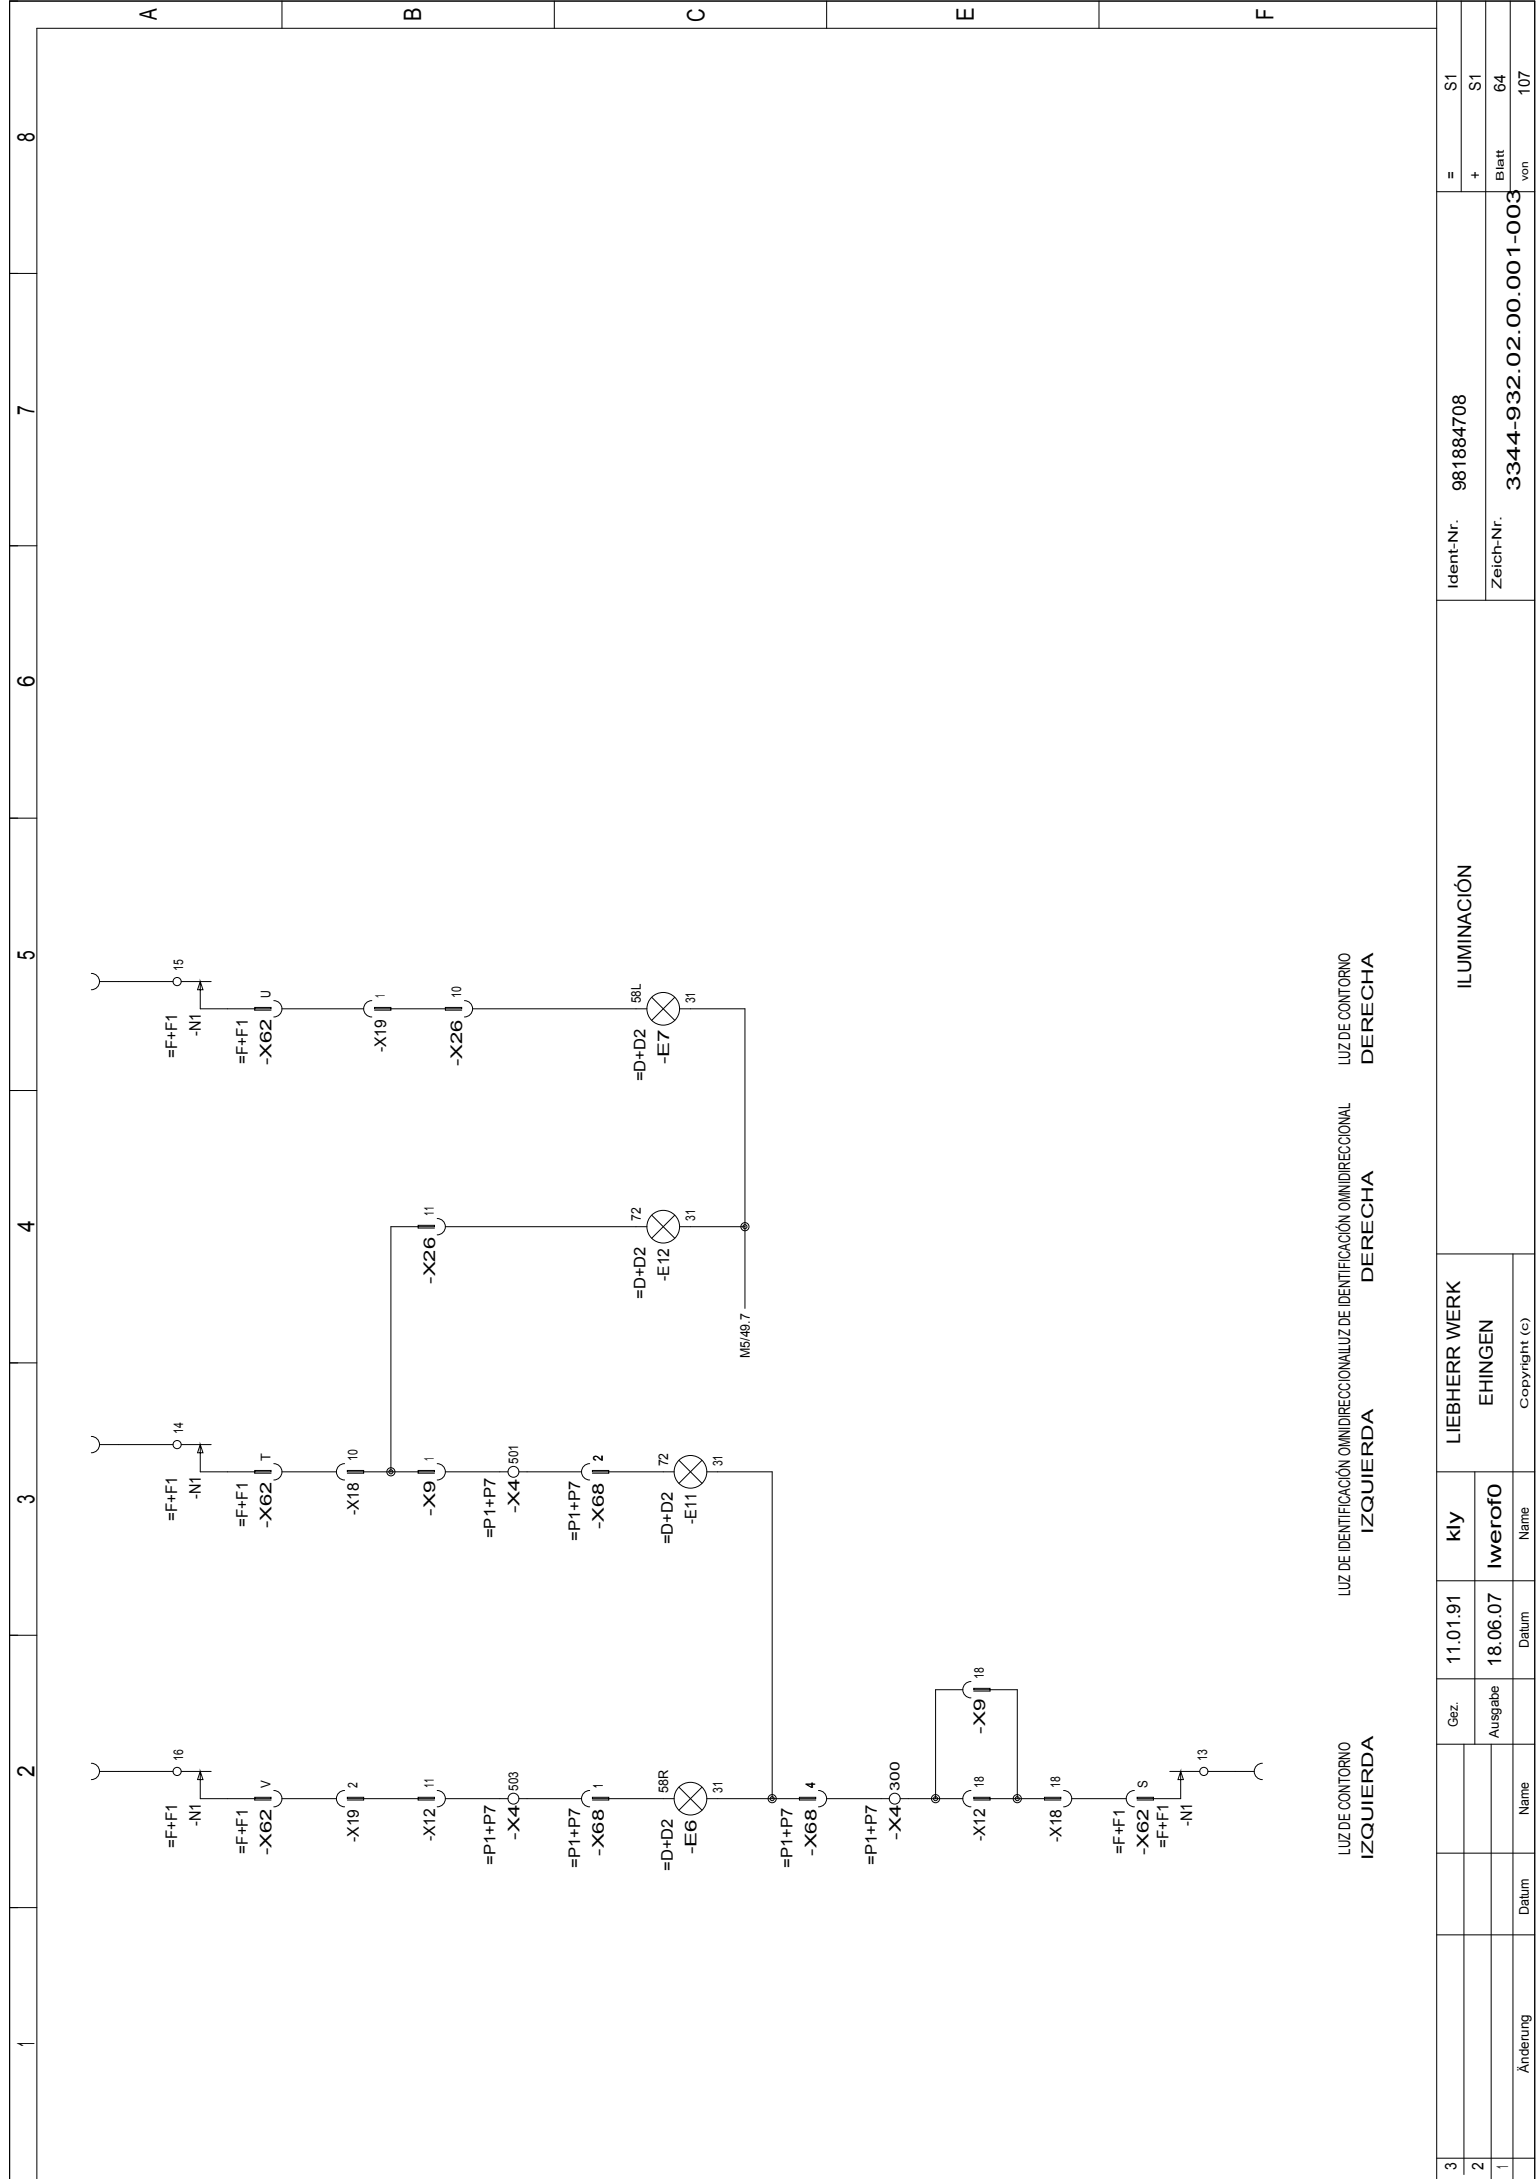 1 2 3 4 5 6 7 8
A
B
C
E
F
=F+F1
-N1
16
=F+F1
-X62
V
-X19
2
-X12
11
=P1+P7
-X4
503
=P1+P7
-X68
1
=D+D2
-E6
58R
31
=P1+P7
-X68
4
=P1+P7
-X4
300
-X12
18
-X9
18
-X18
18
=F+F1
-X62
S
=F+F1
-N1
13
=F+F1
-N1
14
=F+F1
-X62
T
-X18
10
-X9
1
=P1+P7
-X4
501
=P1+P7
-X68
2
=D+D2
-E11
72
31
-X26
11
=D+D2
-E12
72
31
M5/49.7
=F+F1
-N1
15
=F+F1
-X62
U
-X19
1
-X26
10
=D+D2
-E7
58L
31
LUZ DE CONTORNO
IZQUIERDA
LUZ DE IDENTIFICACIÓN OMNIDIRECCIONAL
IZQUIERDA
LUZ DE IDENTIFICACIÓN OMNIDIRECCIONAL
DERECHA
LUZ DE CONTORNO
DERECHA
3
2
1
Änderung
Datum
Name
Gez. 11.01.91 kly
Ausgabe 18.06.07 lwerof0
Datum
Name
LIEBHERR WERK
EHINGEN
Copyright (c)
ILUMINACIÓN
Ident-Nr. 981884708
Zeich-Nr. 3344-932.02.00.001-003
= S1
+ S1
Blatt 64
von 107